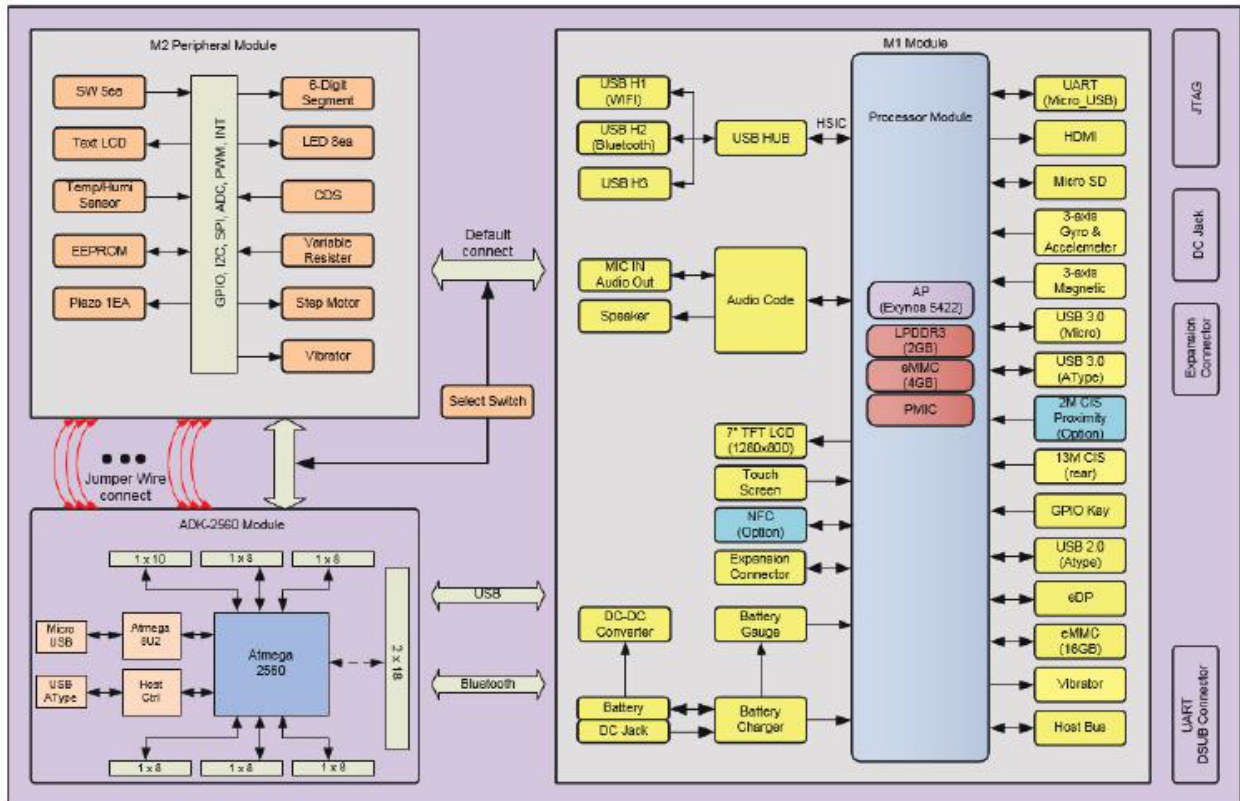 M2 Peripheral Module
SW 5ea
Text LCD
Temp/Humi
Sensor
EEPROM
Piezo 1EA
GPIO, I2C, SPI, ADC, PWM, INT
6-Digit
Segment
LED 8ea
CDS
Variable
Resister
Step Motor
Vibrator
Default
connect
Select Switch
Jumper Wire
connect
ADK-2560 Module
1 x 10
1 x 8
1 x 8
Micro
USB
Atmega
8U2
USB
AType
Host
Ctrl
Atmega
2560
2 x 18
1 x 8
1 x 8
1 x 8
USB
Bluetooth
M1 Module
USB H1
(WIFI)
USB H2
(Bluetooth)
USB H3
USB HUB
HSIC
MIC IN
Audio Out
Speaker
Audio Code
7" TFT LCD
(1280x800)
Touch
Screen
NFC
(Option)
Expansion
Connector
DC-DC
Converter
Battery
Gauge
Battery
DC Jack
Battery
Charger
Processor Module
AP
(Exynos 5422)
LPDDR3
(2GB)
eMMC
(4GB)
PMIC
UART
(Micro_USB)
HDMI
Micro SD
3-axis
Gyro &
Accelemeter
3-axis
Magnetic
USB 3.0
(Micro)
USB 3.0
(AType)
2M CIS
Proximity
(Option)
13M CIS
(rear)
GPIO Key
USB 2.0
(Atype)
eDP
eMMC
(16GB)
Vibrator
Host Bus
JTAG
DC Jack
Expansion
Connector
UART
DSUB Connector